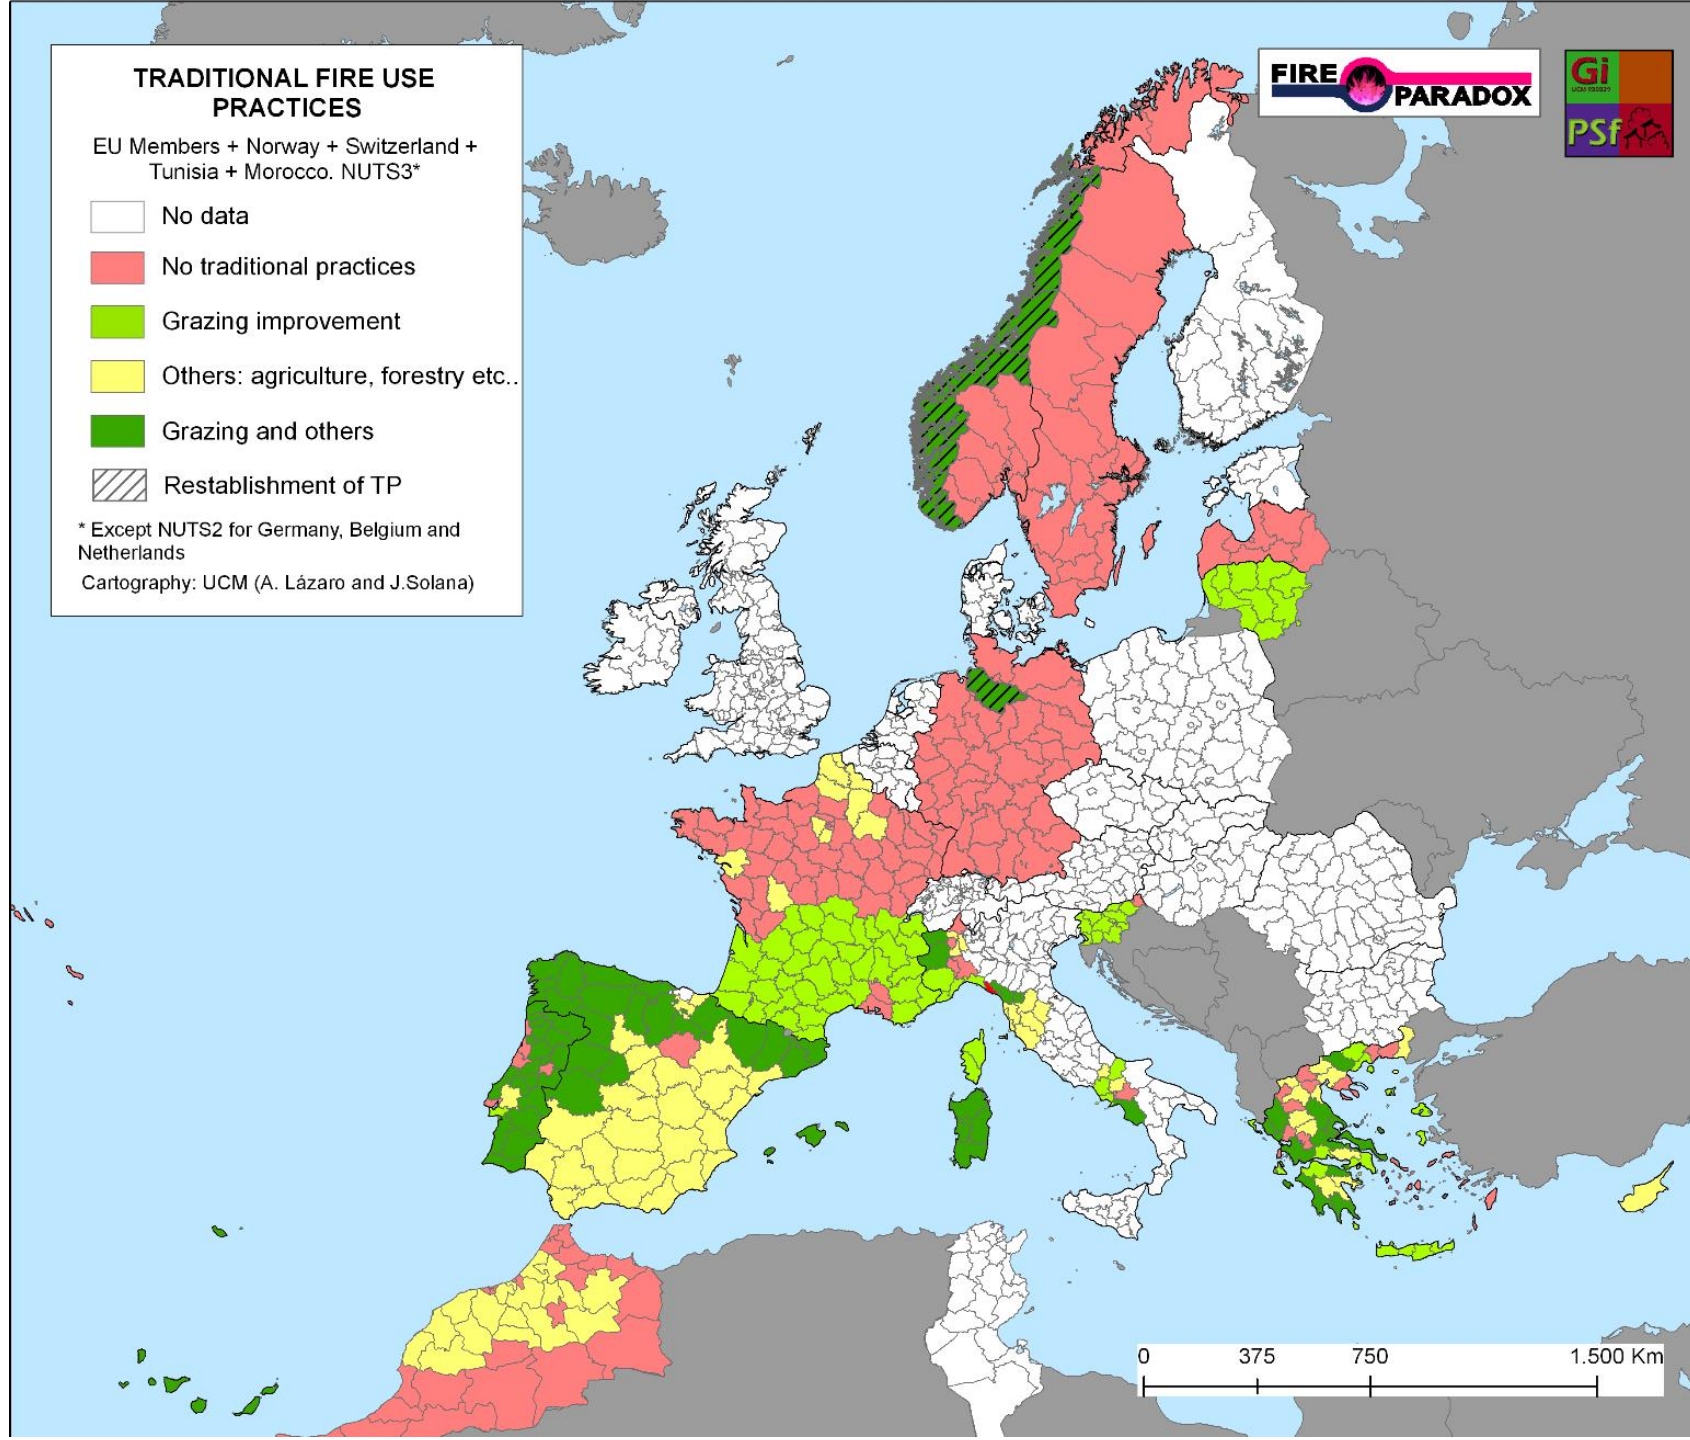 TRADITIONAL FIRE USE
PRACTICES
EU Members + Norway + Switzerland +
Tunisia + Morocco. NUTS3*
No data
No traditional practices
Grazing improvement
Others: agriculture, forestry etc..
Grazing and others
Restablishment of TP
* Except NUTS2 for Germany, Belgium and
Netherlands
Cartography: UCM (A. Lázaro and J.Solana)
FIRE
PARADOX
Gi
PSf
0 375 750 1.500 Km